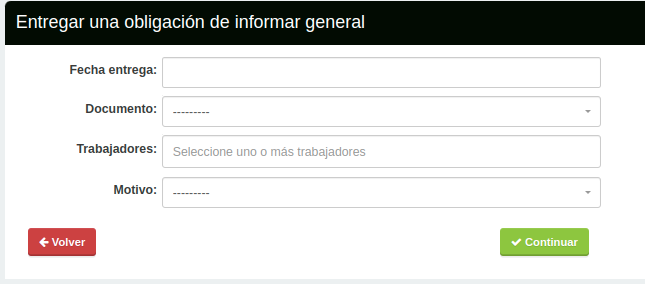 Entregar una obligación de informar general
Fecha entrega:
Documento: ---------
Trabajadores: Seleccione uno o más trabajadores
Motivo: ---------
Volver Continuar